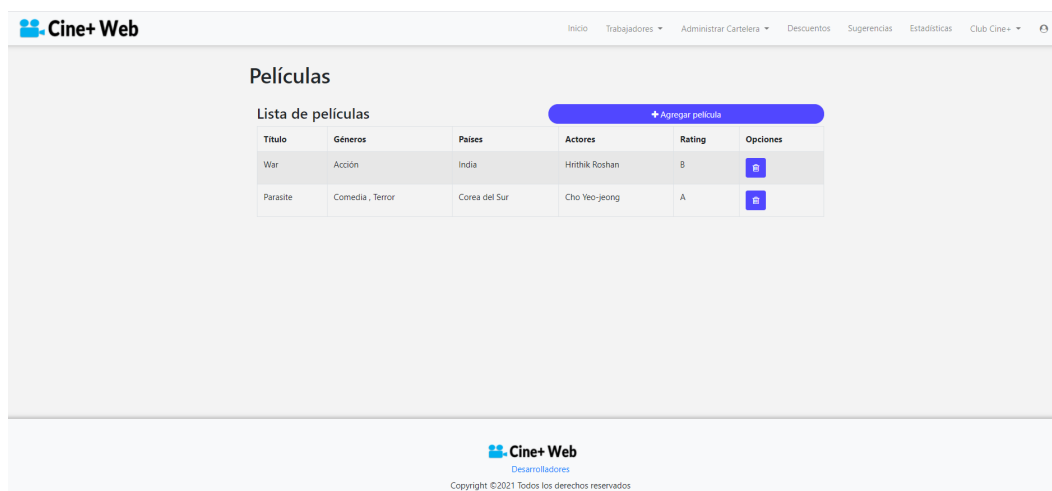 Cine+ Web Inicio Trabajadores Administrar Cartelera Descuentos Sugerencias Estadísticas Club Cine+
Películas
Lista de películas + Agregar película
Título Géneros Países Actores Rating Opciones
War Acción India Hrithik Roshan B
Parasite Comedia , Terror Corea del Sur Cho Yeo-jeong A
Cine+ Web
Desarrolladores
Copyright ©2021 Todos los derechos reservados